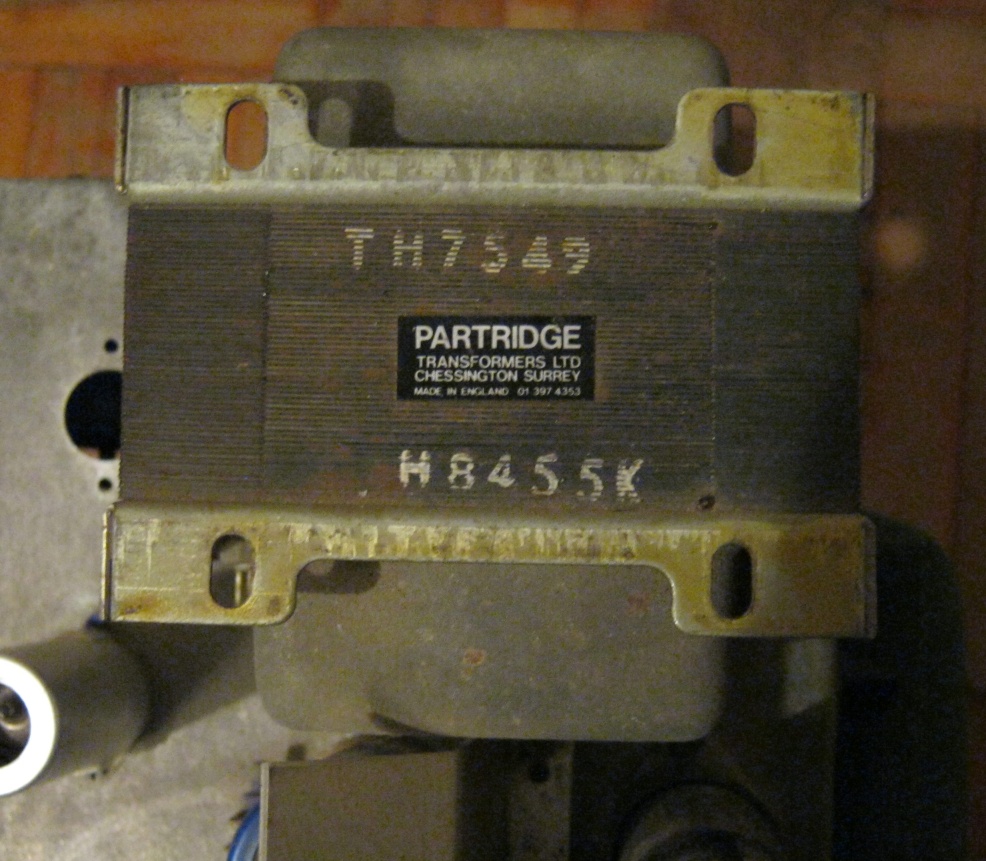 TH7549
PARTRIDGE
TRANSFORMERS LTD
CHESSINGTON SURREY
MADE IN ENGLAND 01 397 4353
H8455K